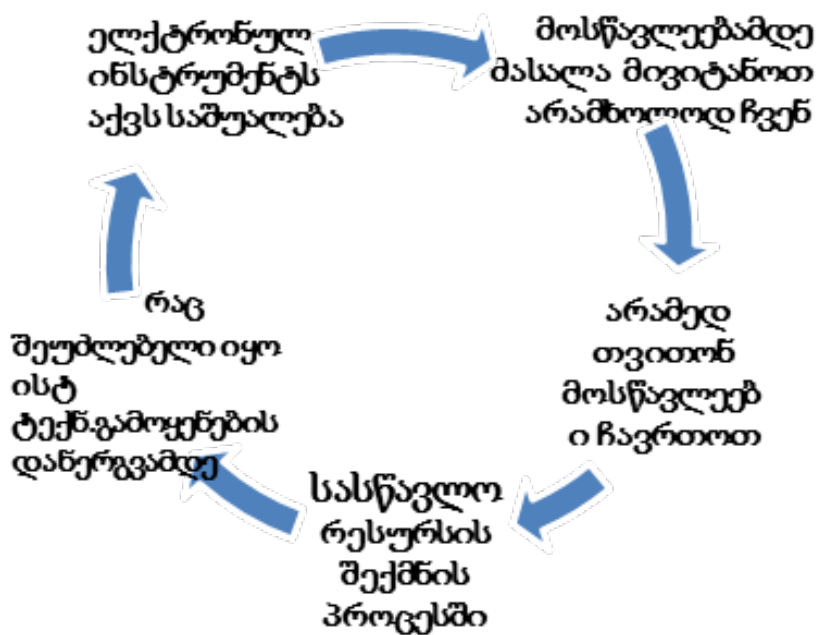 ელექტრონულ
ინსტრუმენტს
აქვს საშუალება
მოსწავლეებამდე
მასალა მივიტანოთ
არამხოლოდ ჩვენ
არამედ
თვითონ
მოსწავლეებ
ი ჩავრთოთ
სასწავლო
რესურსის
შექმნის
პროცესში
რაც
შეუძლებელი იყო
ისტ
ტექნ.გამოყენების
დანერგვამდე